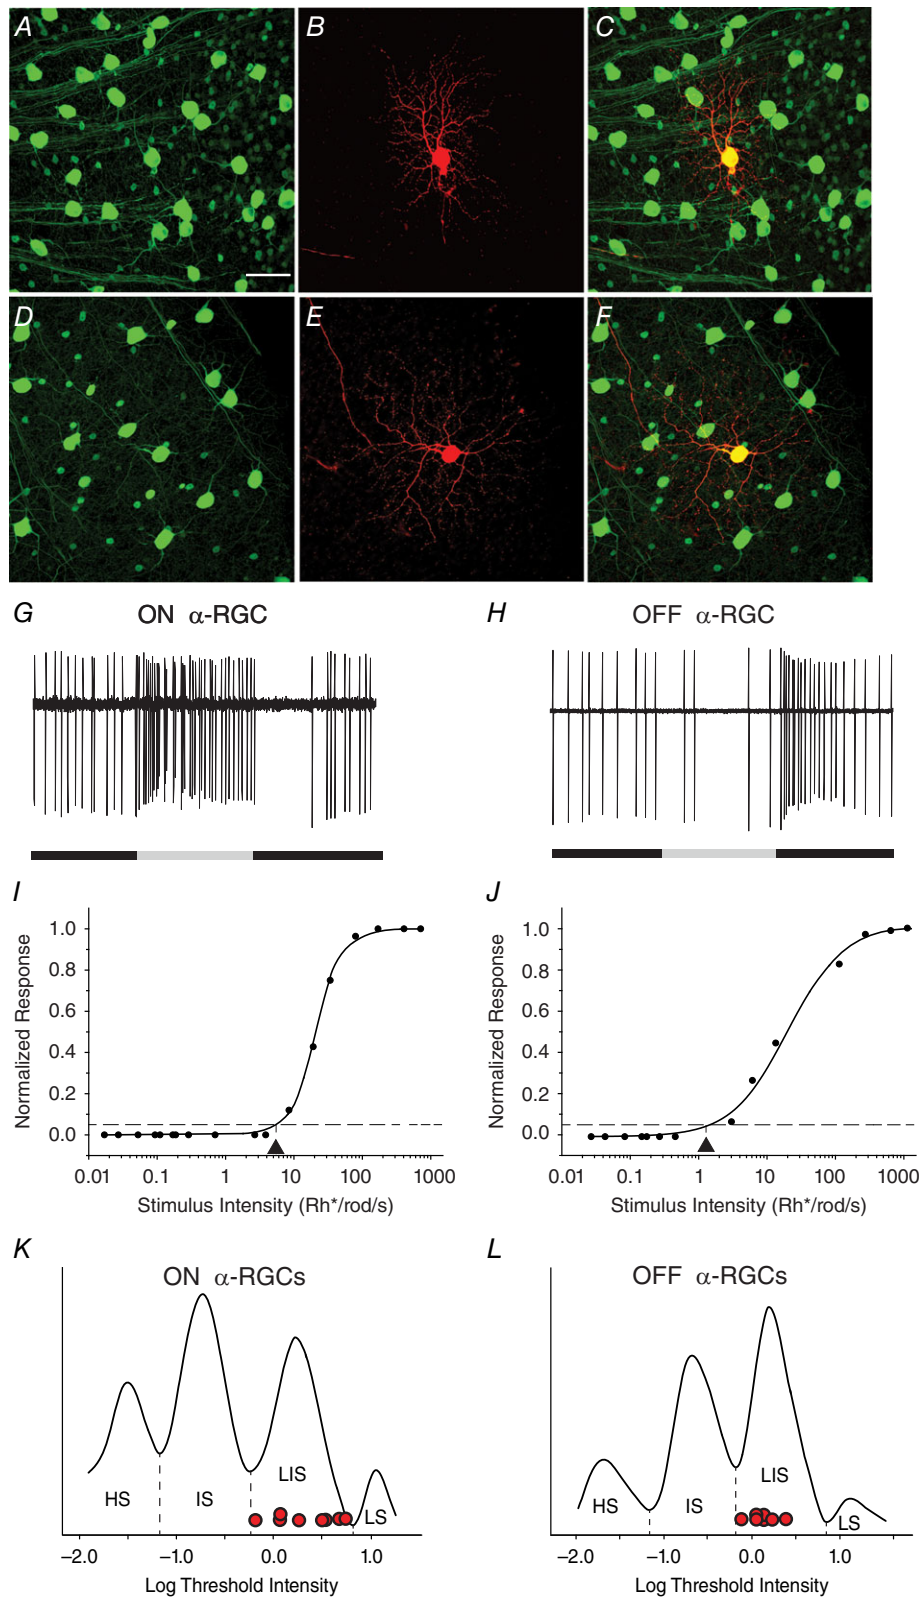 A
B
C
D
E
F
G
ON α-RGC
H
OFF α-RGC
I
1.0
0.8
0.6
0.4
0.2
0.0
Normalized Response
0.01
0.1
1
10
100
1000
Stimulus Intensity (Rh*/rod/s)
J
1.0
0.8
0.6
0.4
0.2
0.0
Normalized Response
0.01
0.1
1
10
100
1000
Stimulus Intensity (Rh*/rod/s)
K
ON α-RGCs
HS
IS
LIS
LS
−2.0
−1.0
0.0
1.0
Log Threshold Intensity
L
OFF α-RGCs
HS
IS
LIS
LS
−2.0
−1.0
0.0
1.0
Log Threshold Intensity